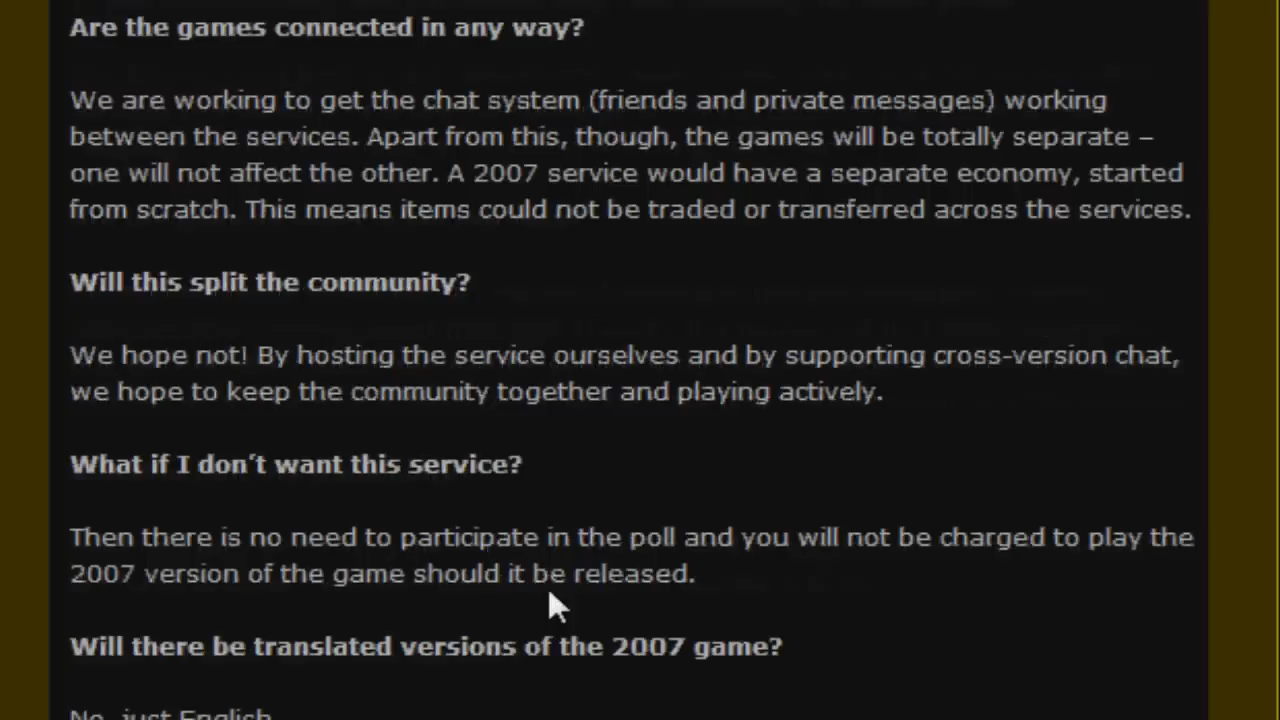 Are the games connected in any way?
We are working to get the chat system (friends and private messages) working
between the services. Apart from this, though, the games will be totally separate –
one will not affect the other. A 2007 service would have a separate economy, started
from scratch. This means items could not be traded or transferred across the services.
Will this split the community?
We hope not! By hosting the service ourselves and by supporting cross-version chat,
we hope to keep the community together and playing actively.
What if I don’t want this service?
Then there is no need to participate in the poll and you will not be charged to play the
2007 version of the game should it be released.
Will there be translated versions of the 2007 game?
No, just English